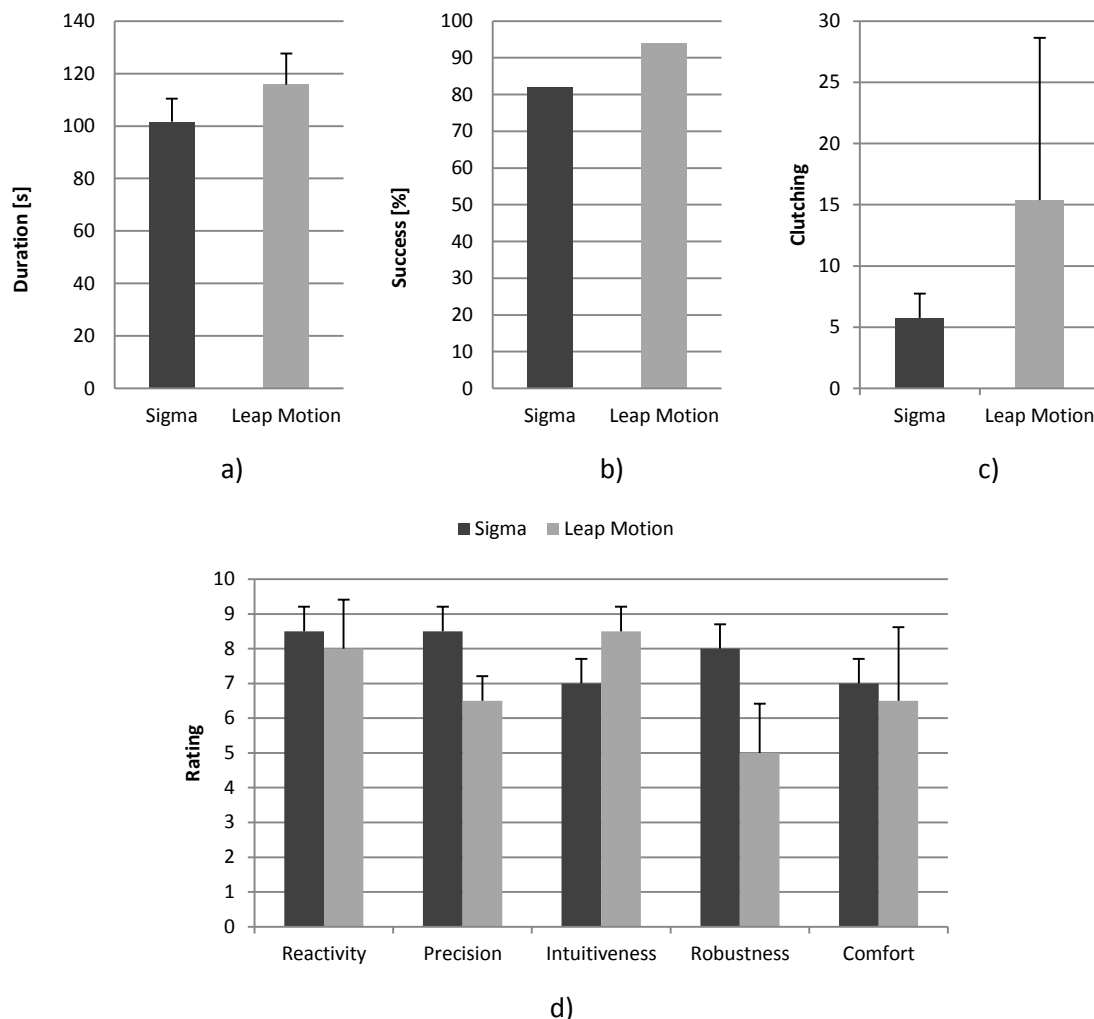 Duration [s]
140
120
100
80
60
40
20
0
Sigma Leap Motion
a)
Success [%]
100
90
80
70
60
50
40
30
20
10
0
Sigma Leap Motion
b)
Clutching
30
25
20
15
10
5
0
Sigma Leap Motion
c)
Sigma Leap Motion
Rating
10
9
8
7
6
5
4
3
2
1
0
Reactivity Precision Intuitiveness Robustness Comfort
d)